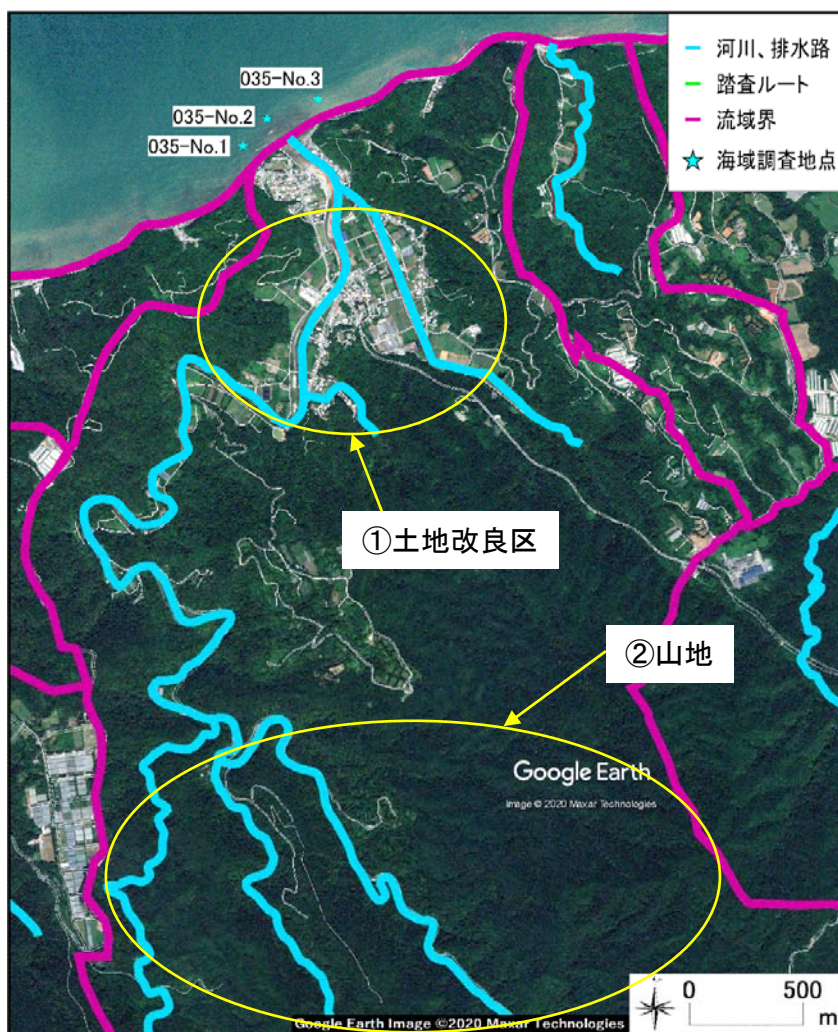 河川、排水路
踏査ルート
流域界
海域調査地点
035-No.3
035-No.2
035-No.1
①土地改良区
②山地
Google Earth
Image © 2020 Maxar Technologies
Google Earth Image ©2020 Maxar Technologies
0 500
m